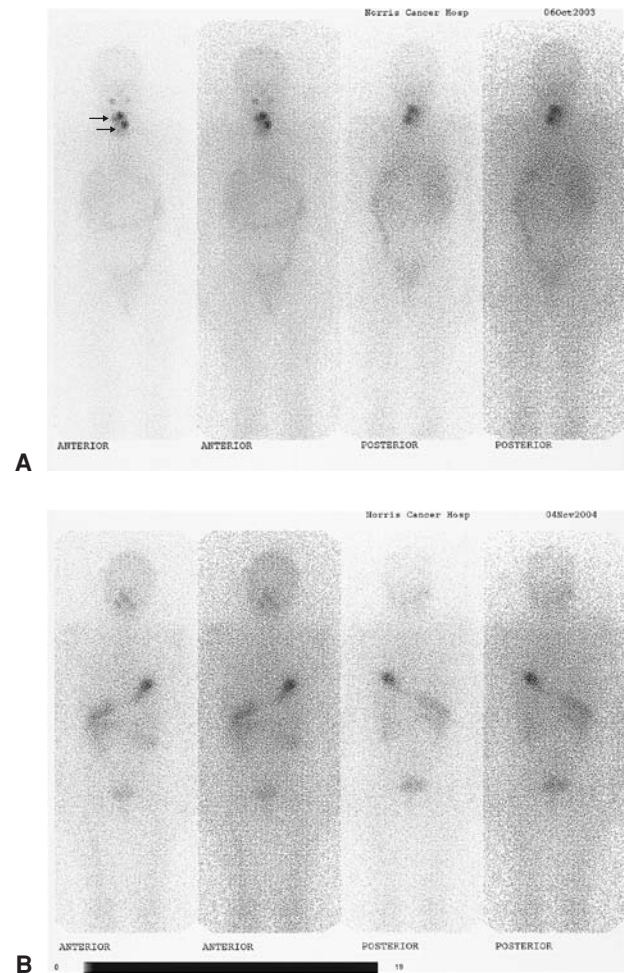 Norris Cancer Hosp 06Oct2003
ANTERIOR ANTERIOR POSTERIOR POSTERIOR
A
Norris Cancer Hosp 04Nov2004
ANTERIOR ANTERIOR POSTERIOR POSTERIOR
B
0 19